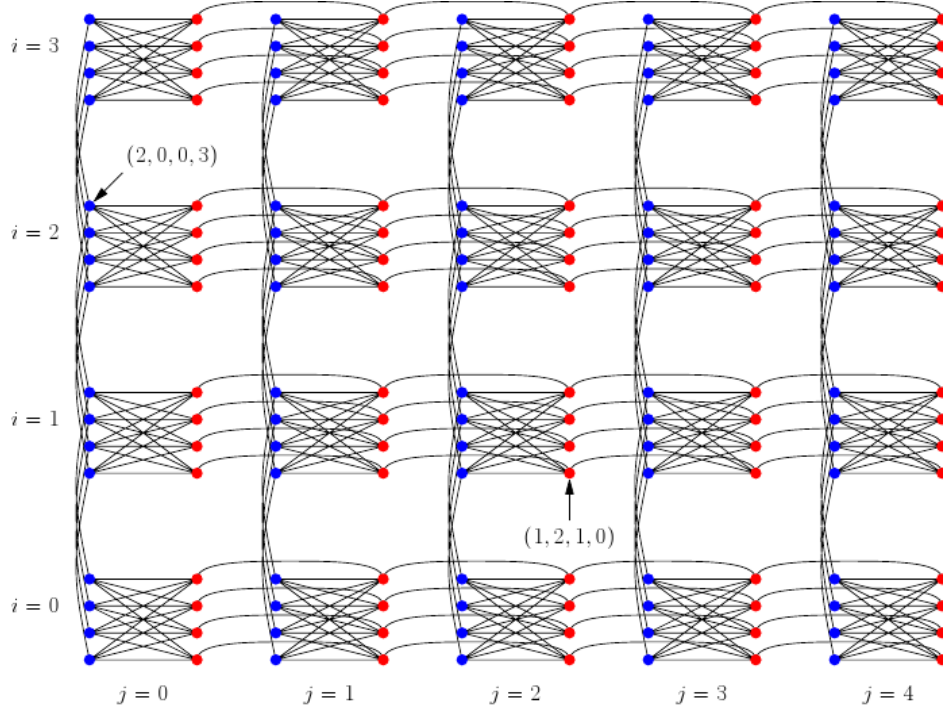 i = 3
(2, 0, 0, 3)
i = 2
i = 1
(1, 2, 1, 0)
i = 0
j = 0 j = 1 j = 2 j = 3 j = 4